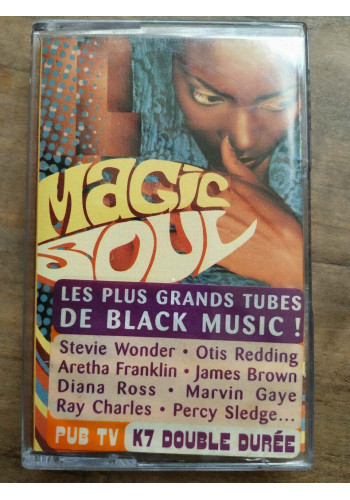 MAGIC
SOUL
LES PLUS GRANDS TUBES
DE BLACK MUSIC !
Stevie Wonder • Otis Redding
Aretha Franklin • James Brown
Diana Ross • Marvin Gaye
Ray Charles • Percy Sledge...
PUB TV K7 DOUBLE DURÉE